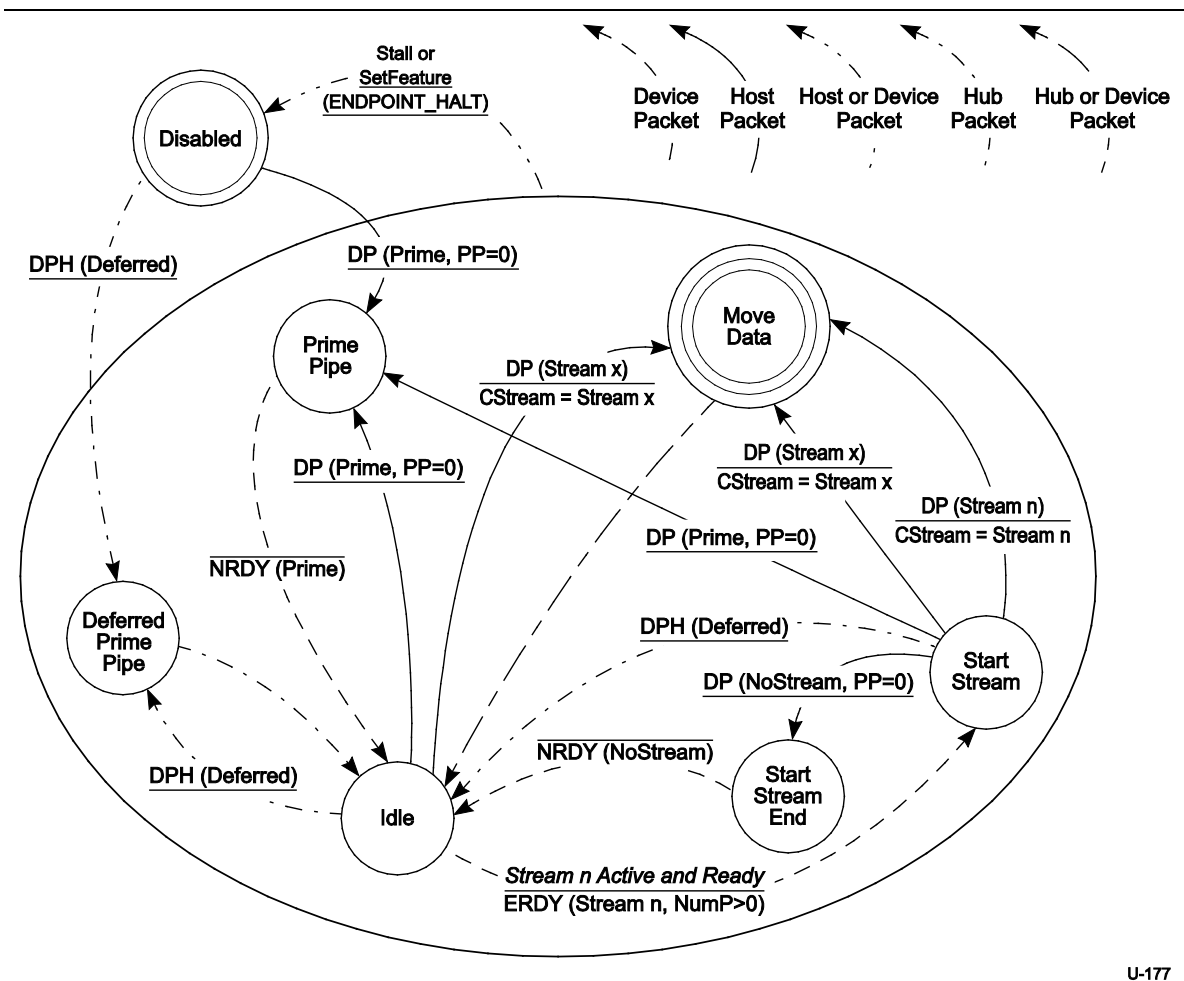 Stall or
SetFeature
(ENDPOINT_HALT)
Device
Packet
Host
Packet
Host or Device
Packet
Hub
Packet
Hub or Device
Packet
Disabled
DPH (Deferred)
DP (Prime, PP=0)
Prime
Pipe
Move
Data
DP (Stream x)
CStream = Stream x
DP (Prime, PP=0)
DP (Stream x)
CStream = Stream x
DP (Stream n)
CStream = Stream n
DP (Prime, PP=0)
NRDY (Prime)
Deferred
Prime
Pipe
DPH (Deferred)
Start
Stream
DP (NoStream, PP=0)
NRDY (NoStream)
DPH (Deferred)
Start
Stream
End
Idle
Stream n Active and Ready
ERDY (Stream n, NumP>0)
U-177